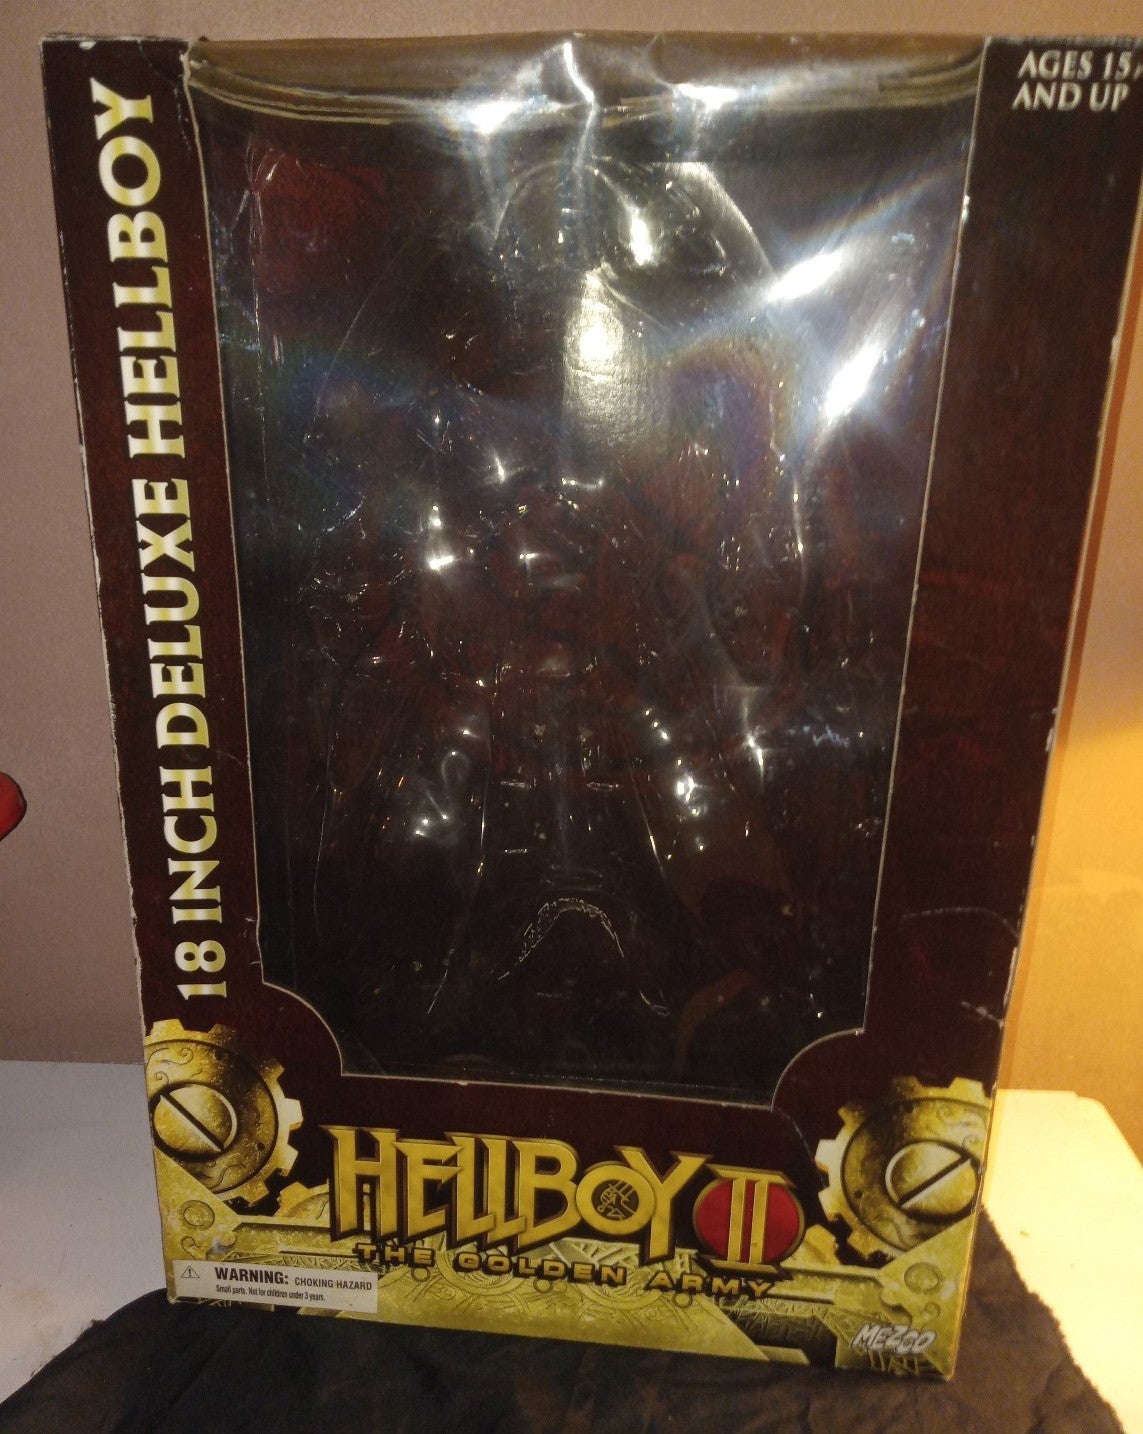 AGES 15
AND UP
18 INCH DELUXE HELLBOY
HELLBOY II
THE GOLDEN ARMY
WARNING: CHOKING HAZARD
Small parts. Not for children under 3 years.
MEZCO